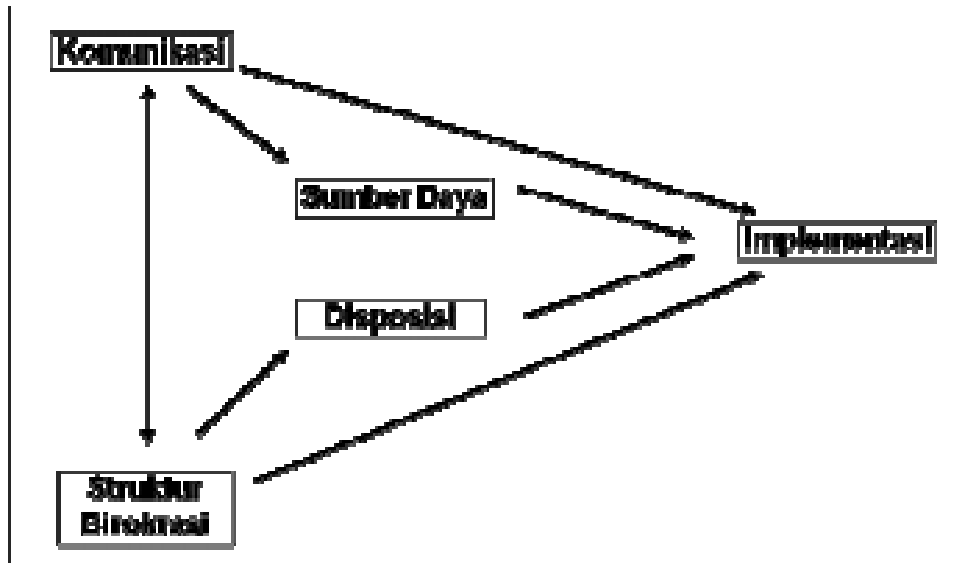 Komunikasi
Sumber Daya
Implementasi
Disposisi
Struktur
Birokrasi